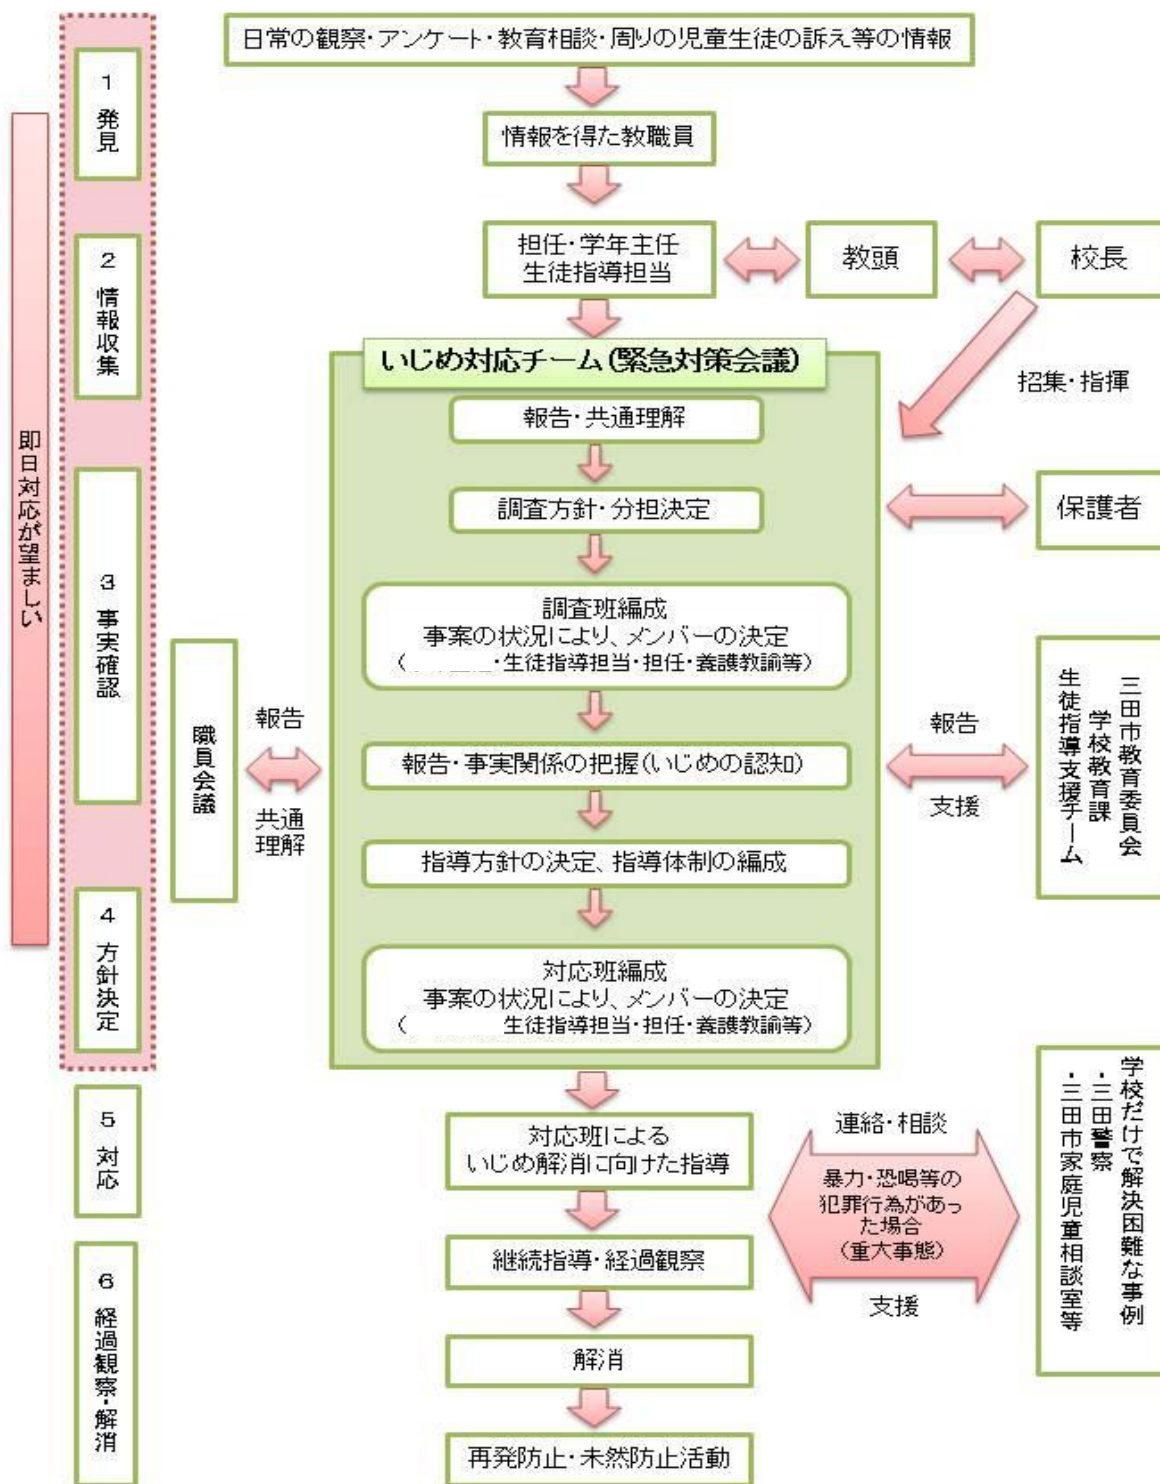 日常の観察・アンケート・教育相談・周りの児童生徒の訴え等の情報
1 発見
情報を得た教職員
2 情報収集
担任・学年主任
生徒指導担当
教頭
校長
招集・指揮
いじめ対応チーム(緊急対策会議)
報告・共通理解
即日対応が望ましい
3 事実確認
調査方針・分担決定
保護者
調査班編成
事案の状況により、メンバーの決定
(・生徒指導担当・担任・養護教諭等)
職員会議
報告
共通
理解
報告・事実関係の把握(いじめの認知)
報告
支援
三田市教育委員会
学校教育課
生徒指導支援チーム
指導方針の決定、指導体制の編成
4 方針決定
対応班編成
事案の状況により、メンバーの決定
(生徒指導担当・担任・養護教諭等)
5 対応
対応班による
いじめ解消に向けた指導
連絡・相談
暴力・恐喝等の
犯罪行為があっ
た場合
(重大事態)
支援
学校だけで解決困難な事例
・三田警察
・三田市家庭児童相談室等
6 経過観察・解消
継続指導・経過観察
解消
再発防止・未然防止活動